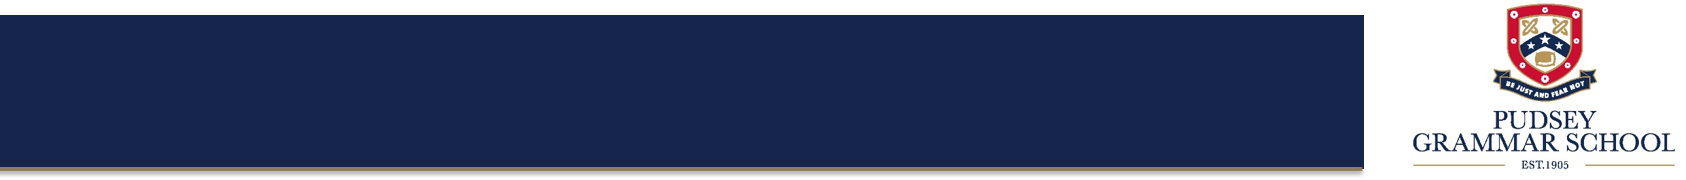 BE JUST AND FEAR NOT
PUDSEY
GRAMMAR SCHOOL
EST.1905